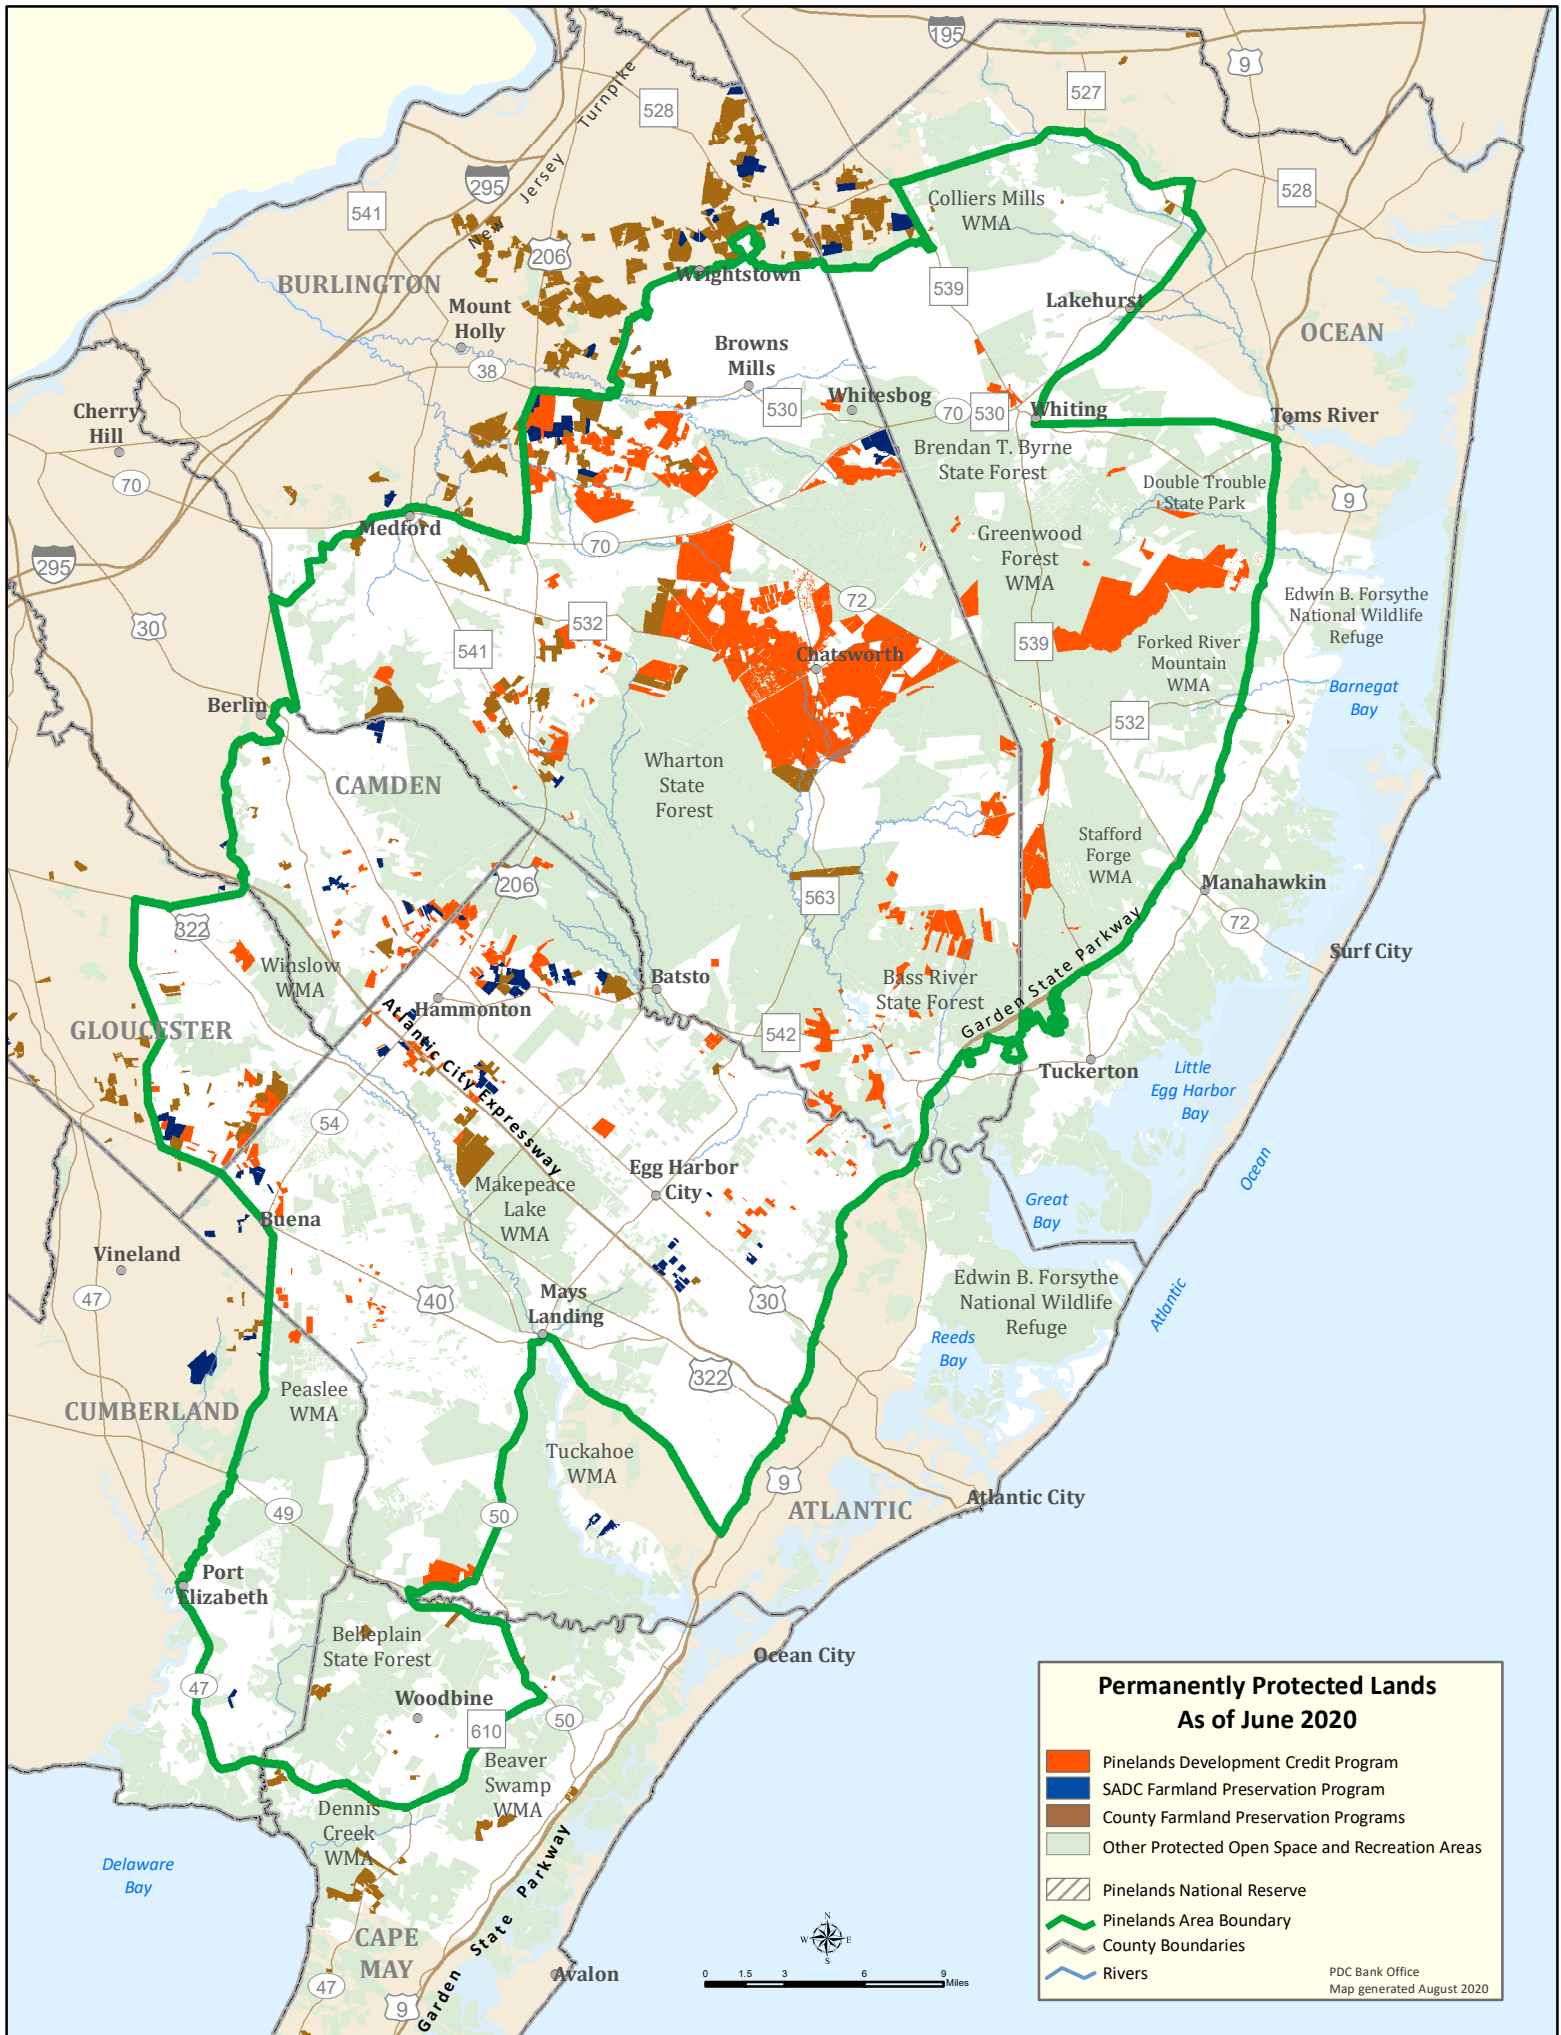 195
9
527
528
New Jersey Turnpike
295
541
528
Colliers Mills
WMA
206
BURLINGTON
Wrightstown
539
Lakehurst
Mount
Holly
OCEAN
Browns
Mills
38
Cherry
Hill
530
Whitesbog
70
530
Whiting
Toms River
Brendan T. Byrne
State Forest
70
Double Trouble
State Park
9
Medford
Greenwood
Forest
WMA
70
295
72
Edwin B. Forsythe
National Wildlife
Refuge
30
532
541
539
Forked River
Mountain
WMA
Chatsworth
Barnegat
Bay
Berlin
532
Wharton
State
Forest
CAMDEN
Stafford
Forge
WMA
206
563
Manahawkin
72
322
Surf City
Winslow
WMA
Batsto
Bass River
State Forest
Garden State Parkway
Hammonton
GLOUCESTER
542
Atlantic City Expressway
Tuckerton
Little
Egg Harbor
Bay
54
Egg Harbor
City
Makepeace
Lake
WMA
Ocean
Great
Bay
Buena
Vineland
Edwin B. Forsythe
National Wildlife
Refuge
47
40
Mays
Landing
30
Atlantic
Reeds
Bay
322
Peaslee
WMA
CUMBERLAND
Tuckahoe
WMA
9
ATLANTIC
Atlantic City
49
50
Port
Elizabeth
Belleplain
State Forest
Ocean City
47
Woodbine
610
50
Beaver
Swamp
WMA
Dennis
Creek
WMA
Delaware
Bay
Garden State Parkway
CAPE
MAY
Avalon
47
9
N
W E
S
0 1.5 3 6 9
Miles
Permanently Protected Lands
As of June 2020
Pinelands Development Credit Program
SADC Farmland Preservation Program
County Farmland Preservation Programs
Other Protected Open Space and Recreation Areas
Pinelands National Reserve
Pinelands Area Boundary
County Boundaries
Rivers
PDC Bank Office
Map generated August 2020